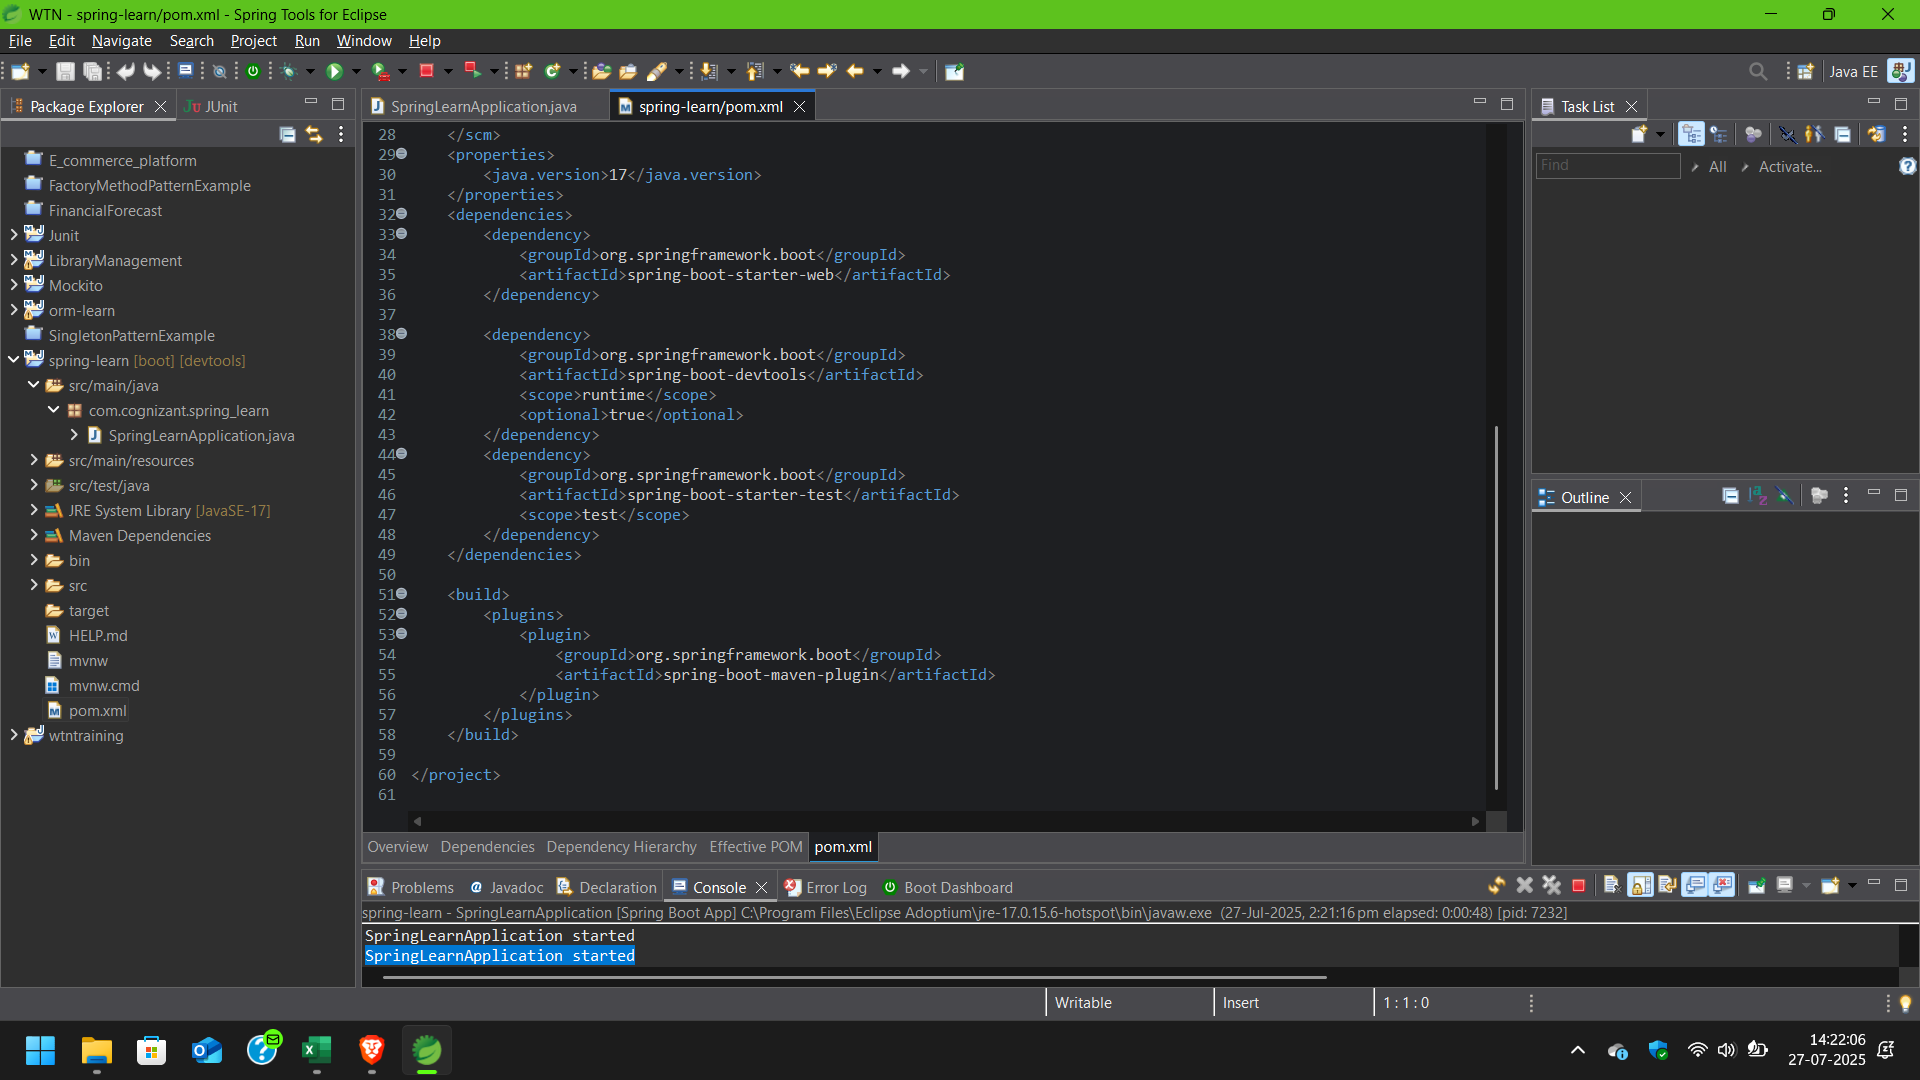 WTN - spring-learn/pom.xml - Spring Tools for Eclipse
File Edit Navigate Search Project Run Window Help
Java EE
Package Explorer
JUnit
E_commerce_platform
FactoryMethodPatternExample
FinancialForecast
Junit
LibraryManagement
Mockito
orm-learn
SingletonPatternExample
spring-learn [boot] [devtools]
src/main/java
com.cognizant.spring_learn
SpringLearnApplication.java
src/main/resources
src/test/java
JRE System Library [JavaSE-17]
Maven Dependencies
bin
src
target
HELP.md
mvnw
mvnw.cmd
pom.xml
wtntraining
SpringLearnApplication.java
spring-learn/pom.xml
28     </scm>
29     <properties>
30         <java.version>17</java.version>
31     </properties>
32     <dependencies>
33         <dependency>
34             <groupId>org.springframework.boot</groupId>
35             <artifactId>spring-boot-starter-web</artifactId>
36         </dependency>
37
38         <dependency>
39             <groupId>org.springframework.boot</groupId>
40             <artifactId>spring-boot-devtools</artifactId>
41             <scope>runtime</scope>
42             <optional>true</optional>
43         </dependency>
44         <dependency>
45             <groupId>org.springframework.boot</groupId>
46             <artifactId>spring-boot-starter-test</artifactId>
47             <scope>test</scope>
48         </dependency>
49     </dependencies>
50
51     <build>
52         <plugins>
53             <plugin>
54                 <groupId>org.springframework.boot</groupId>
55                 <artifactId>spring-boot-maven-plugin</artifactId>
56             </plugin>
57         </plugins>
58     </build>
59
60 </project>
61
Overview Dependencies Dependency Hierarchy Effective POM pom.xml
Task List
Find
All
Activate...
Outline
Problems Javadoc Declaration Console Error Log Boot Dashboard
spring-learn - SpringLearnApplication [Spring Boot App] C:\Program Files\Eclipse Adoptium\jre-17.0.15.6-hotspot\bin\javaw.exe (27-Jul-2025, 2:21:16 pm elapsed: 0:00:48) [pid: 7232]
SpringLearnApplication started
SpringLearnApplication started
Writable
Insert
1 : 1 : 0
14:22:06
27-07-2025